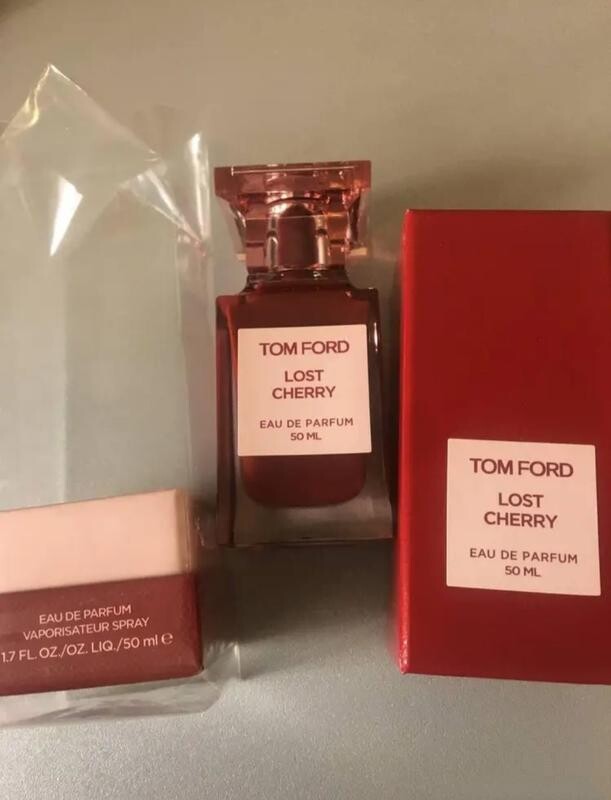 TOM FORD
LOST
CHERRY
EAU DE PARFUM
50 ML
TOM FORD
LOST
CHERRY
EAU DE PARFUM
50 ML
EAU DE PARFUM
VAPORISATEUR SPRAY
1.7 FL. OZ./OZ. LIQ./50 ml ℮